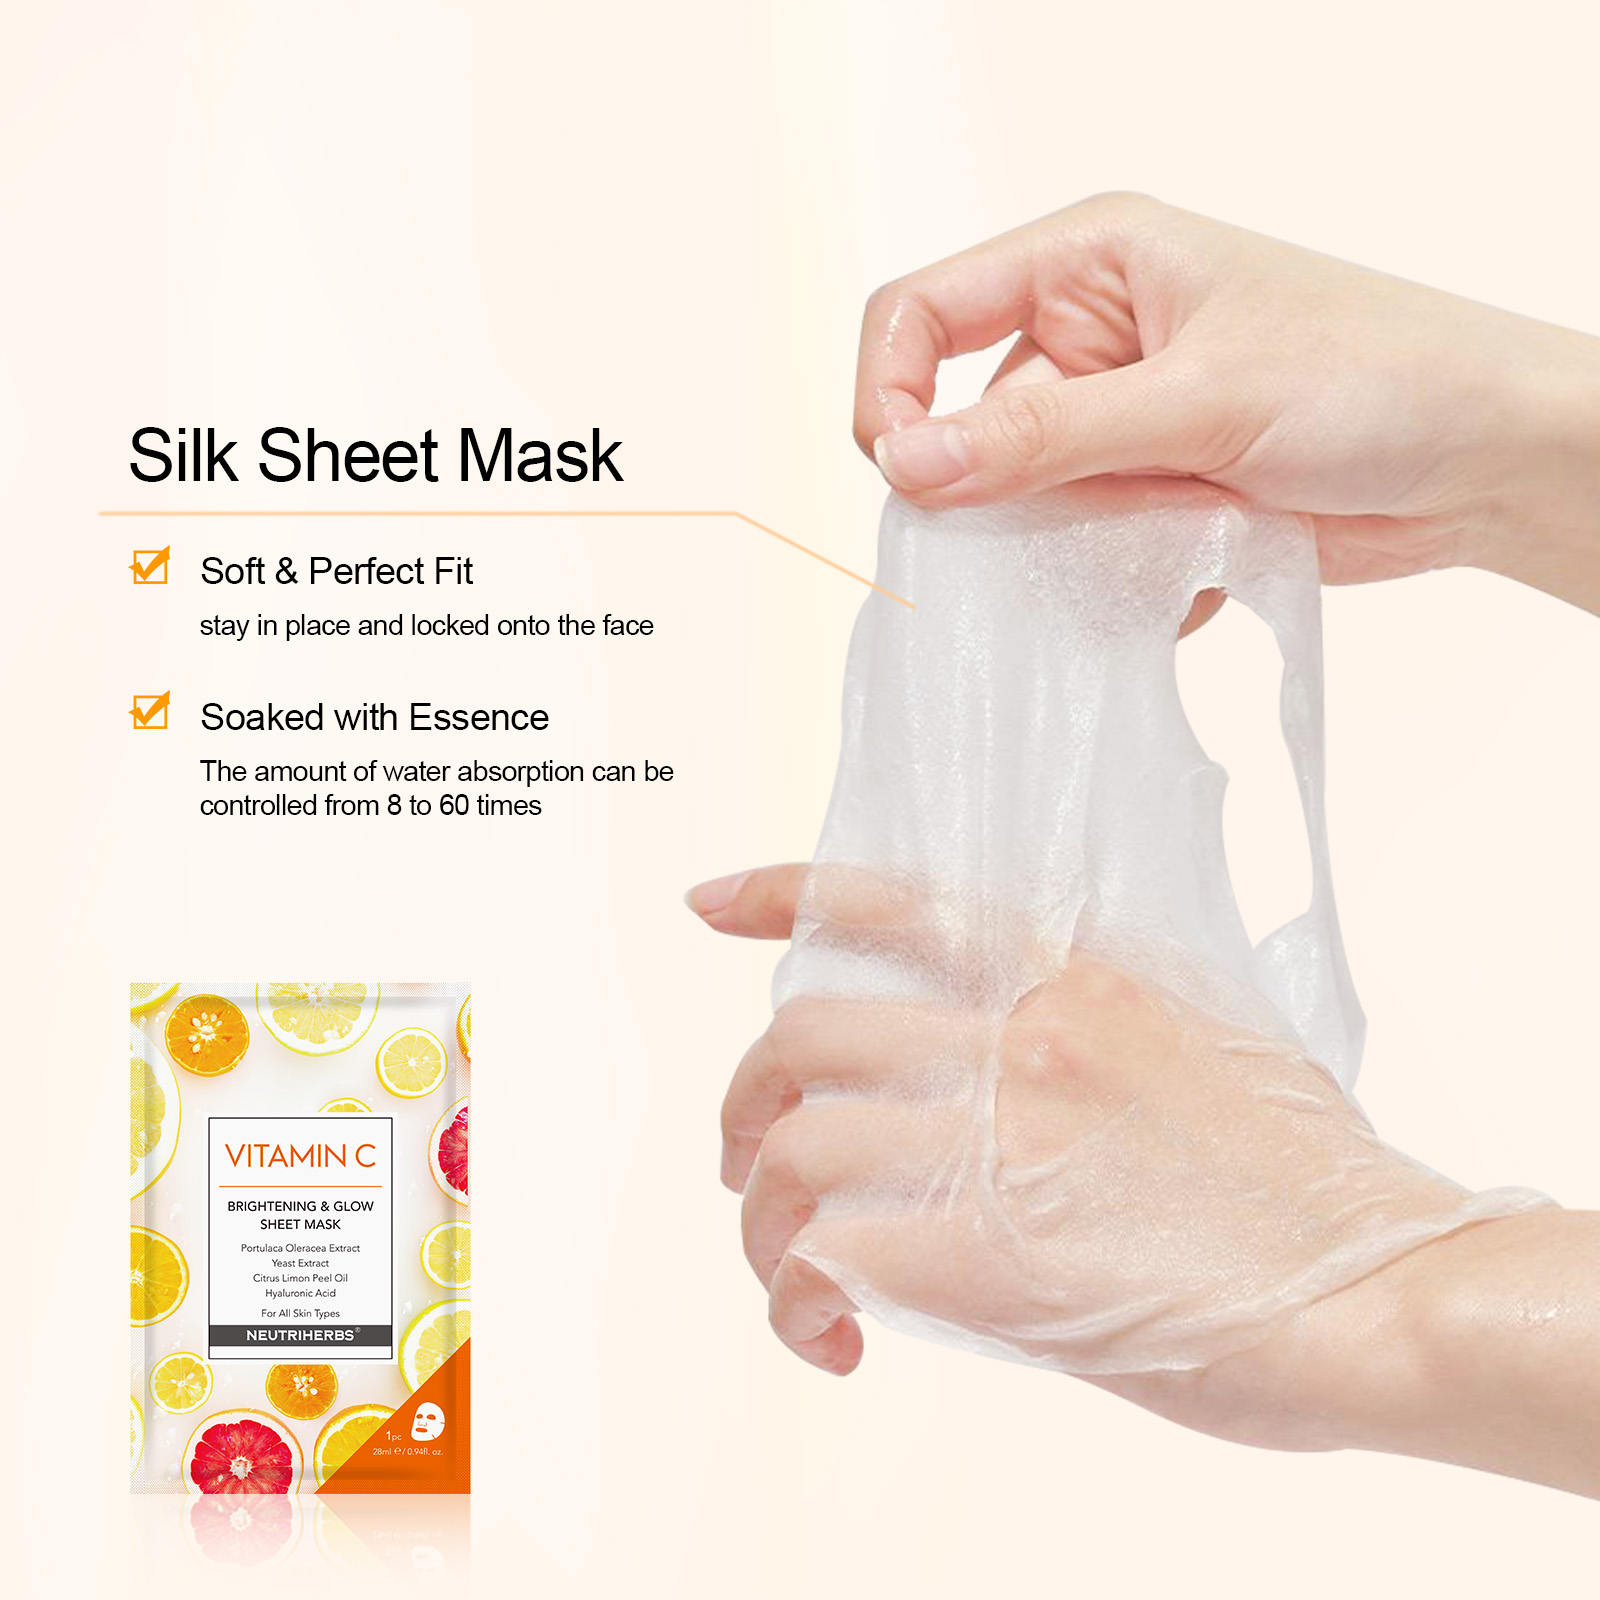 Silk Sheet Mask
Soft & Perfect Fit
stay in place and locked onto the face
Soaked with Essence
The amount of water absorption can be
controlled from 8 to 60 times
VITAMIN C
BRIGHTENING & GLOW
SHEET MASK
Portulaca Oleracea Extract
Yeast Extract
Citrus Limon Peel Oil
Hyaluronic Acid
For All Skin Types
NEUTRIHERBS®
1pc
28ml ℮ / 0.94fl. oz.